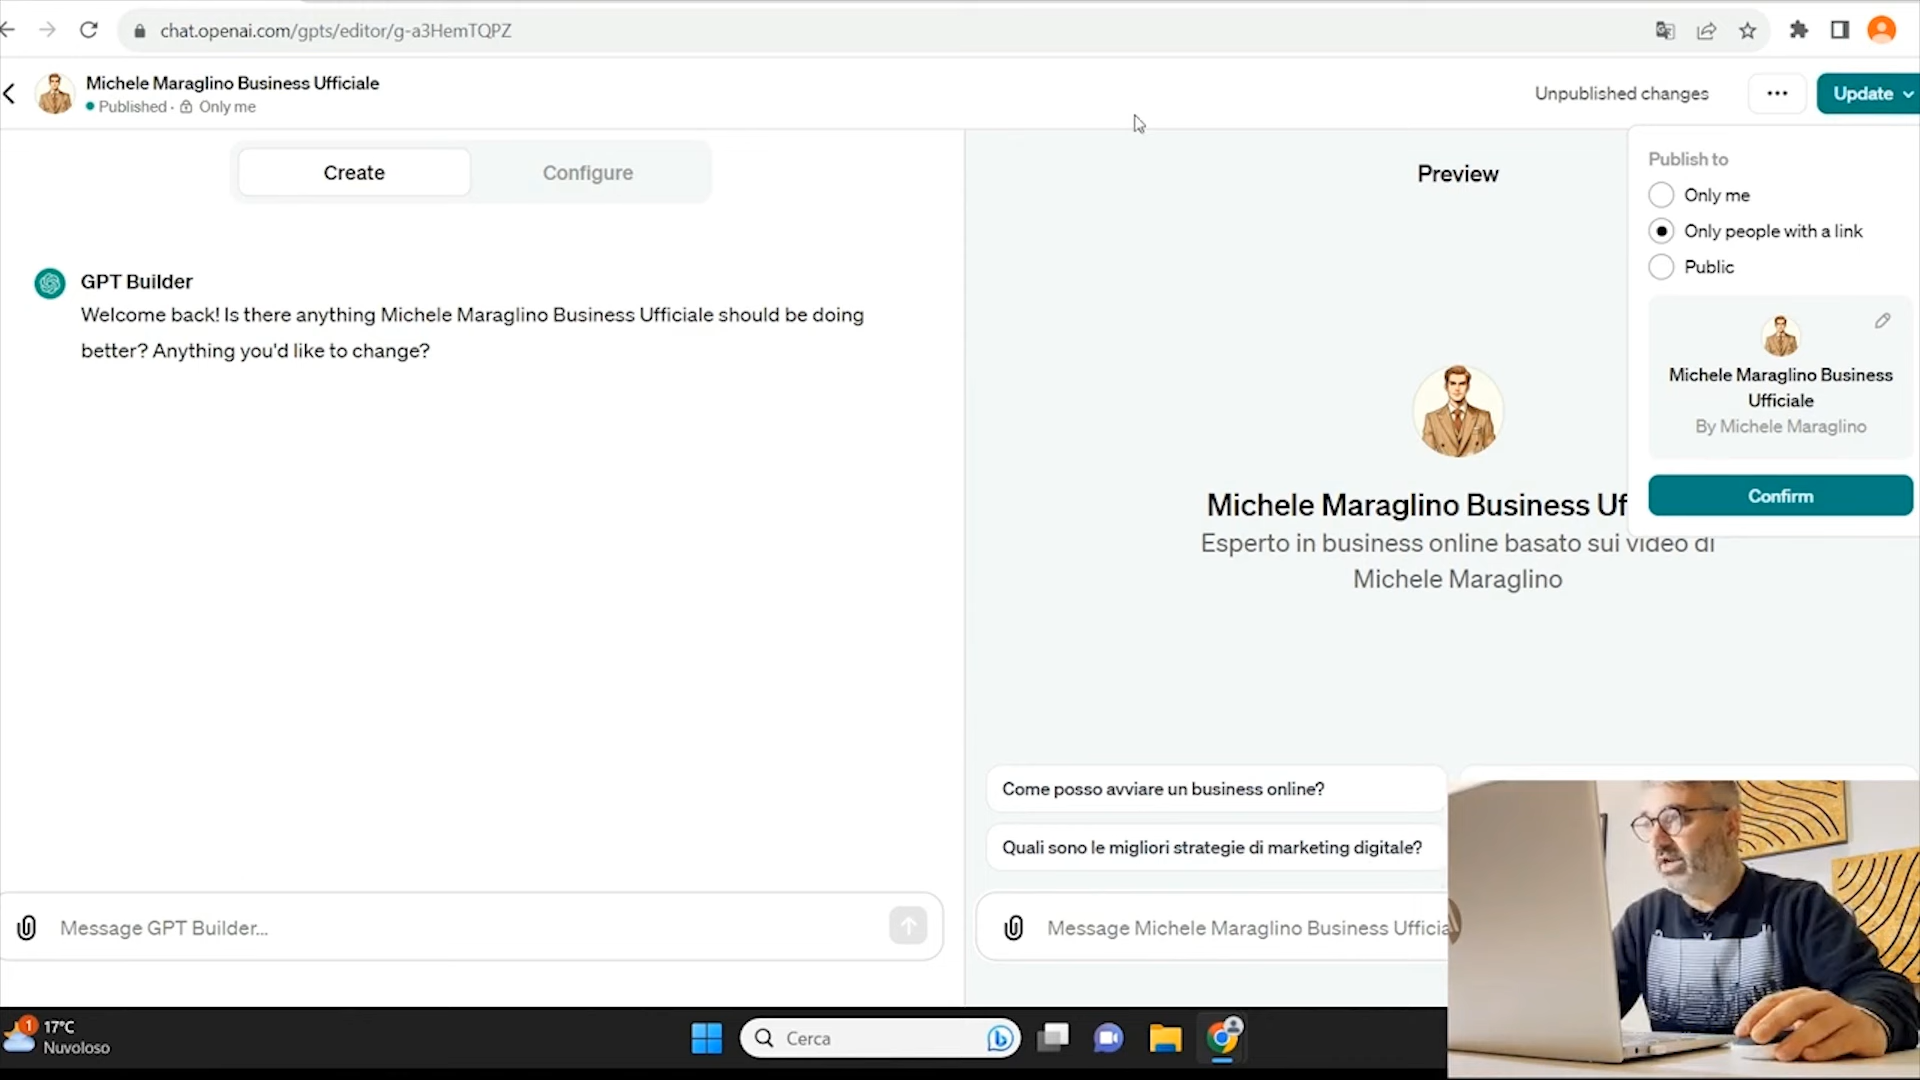 chat.openai.com/gpts/editor/g-a3HemTQPZ
Michele Maraglino Business Ufficiale
Published · Only me
Unpublished changes
Update
Create
Configure
GPT Builder
Welcome back! Is there anything Michele Maraglino Business Ufficiale should be doing
better? Anything you'd like to change?
Message GPT Builder...
Preview
Publish to
Only me
Only people with a link
Public
Michele Maraglino Business
Ufficiale
By Michele Maraglino
Confirm
Michele Maraglino Business Uf
Esperto in business online basato sui video di
Michele Maraglino
Come posso avviare un business online?
Quali sono le migliori strategie di marketing digitale?
Message Michele Maraglino Business Ufficia
1
17°C
Nuvoloso
Cerca